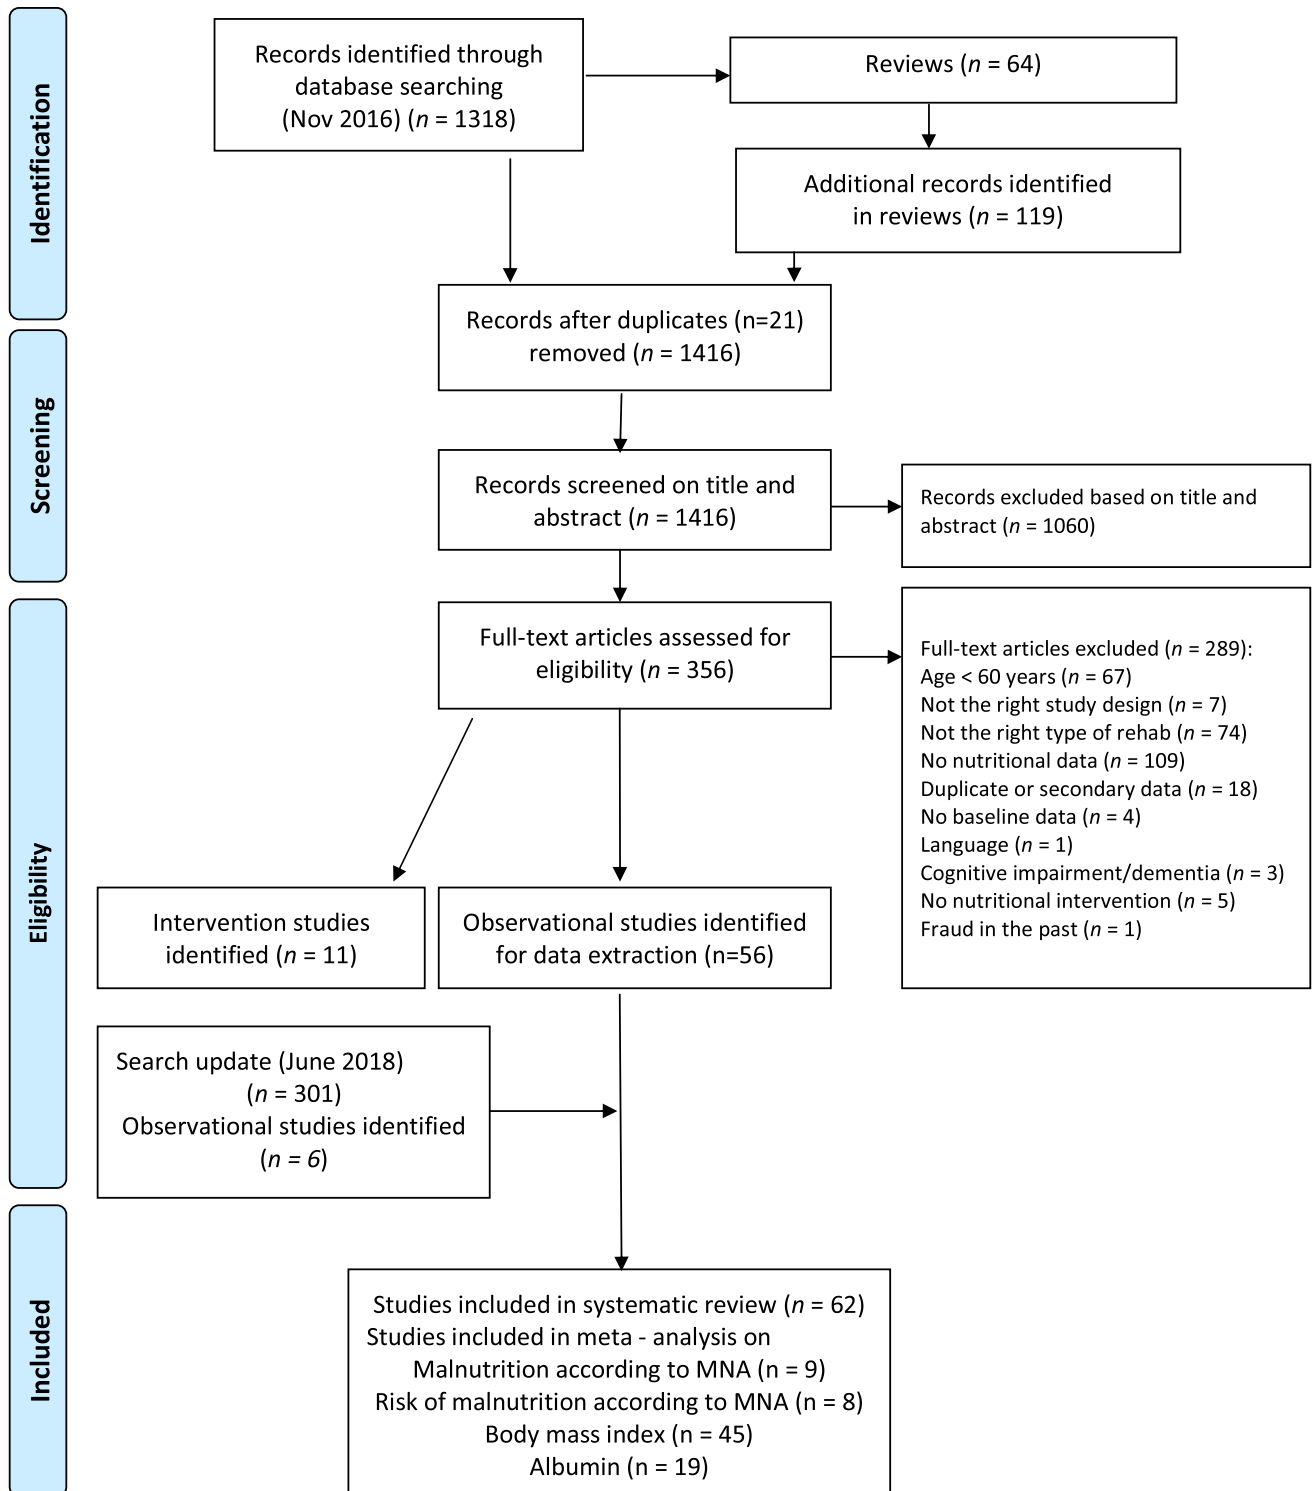 Identification
Records identified through
database searching
(Nov 2016) (n = 1318)
Reviews (n = 64)
Additional records identified
in reviews (n = 119)
Records after duplicates (n=21)
removed (n = 1416)
Screening
Records screened on title and
abstract (n = 1416)
Records excluded based on title and
abstract (n = 1060)
Eligibility
Full-text articles assessed for
eligibility (n = 356)
Full-text articles excluded (n = 289):
Age < 60 years (n = 67)
Not the right study design (n = 7)
Not the right type of rehab (n = 74)
No nutritional data (n = 109)
Duplicate or secondary data (n = 18)
No baseline data (n = 4)
Language (n = 1)
Cognitive impairment/dementia (n = 3)
No nutritional intervention (n = 5)
Fraud in the past (n = 1)
Intervention studies
identified (n = 11)
Observational studies identified
for data extraction (n=56)
Search update (June 2018)
(n = 301)
Observational studies identified
(n = 6)
Included
Studies included in systematic review (n = 62)
Studies included in meta - analysis on
Malnutrition according to MNA (n = 9)
Risk of malnutrition according to MNA (n = 8)
Body mass index (n = 45)
Albumin (n = 19)